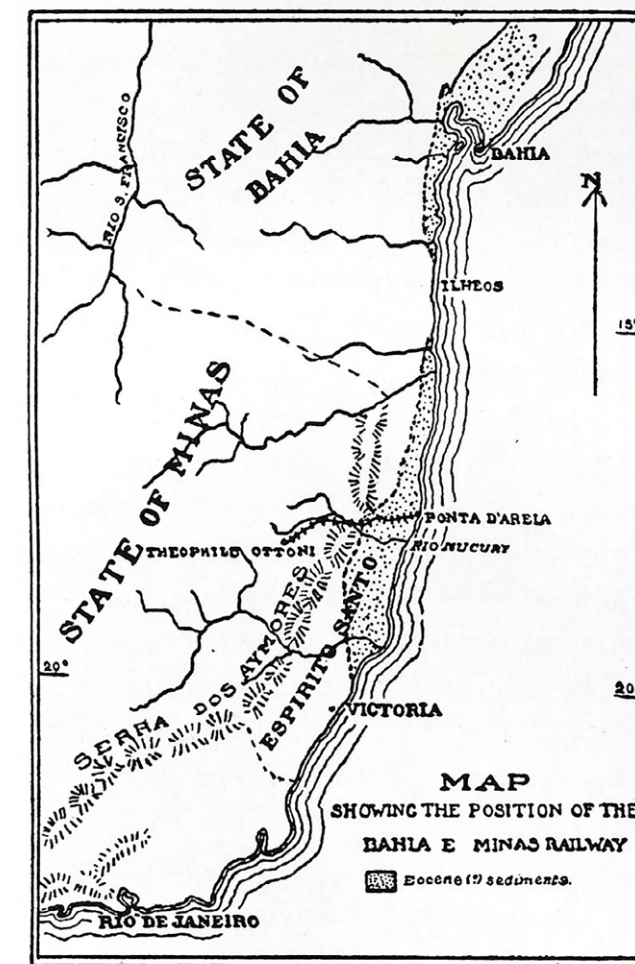 RIO S. FRANCISCO
STATE OF
BAHIA
BAHIA
N
ILHEOS
15°
STATE OF MINAS
PONTA D'AREIA
RIO MUCURY
THEOPHILO OTTONI
SERRA DOS AYMORES
ESPIRITO SANTO
20°
20°
VICTORIA
MAP
SHOWING THE POSITION OF THE
BAHIA E MINAS RAILWAY
Eocene (?) sediments.
RIO DE JANEIRO